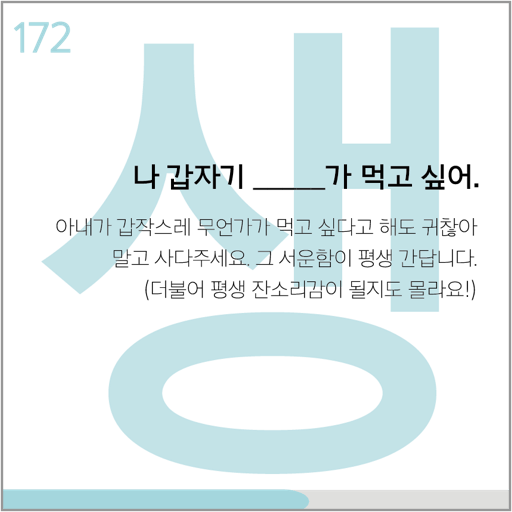 172
생
나 갑자기 _____가 먹고 싶어.
아내가 갑작스레 무언가가 먹고 싶다고 해도 귀찮아
말고 사다주세요. 그 서운함이 평생 간답니다.
(더불어 평생 잔소리감이 될지도 몰라요!)